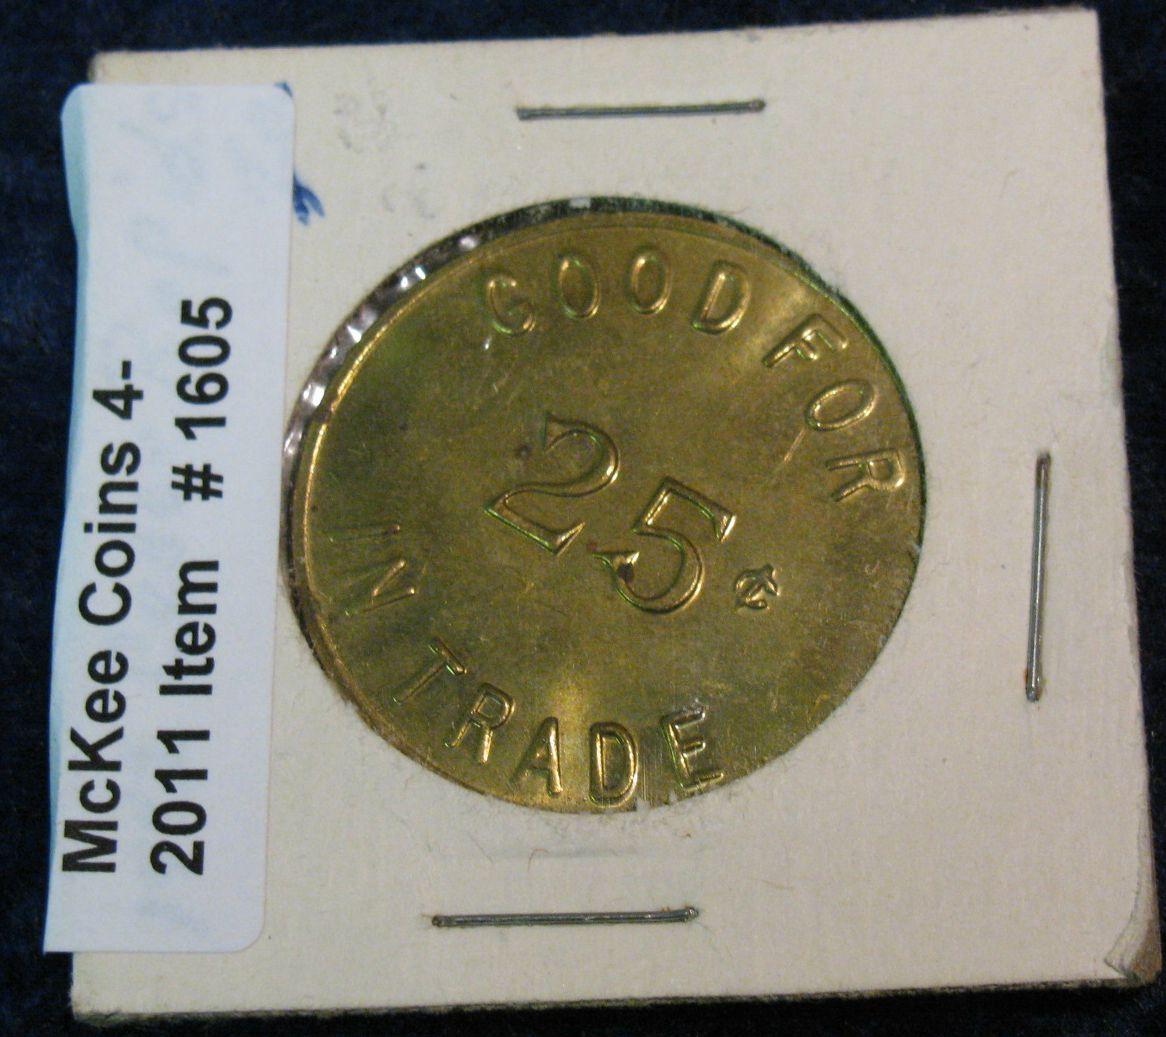 McKee Coins 4-
2011 Item # 1605
GOOD FOR
25 ¢
IN TRADE